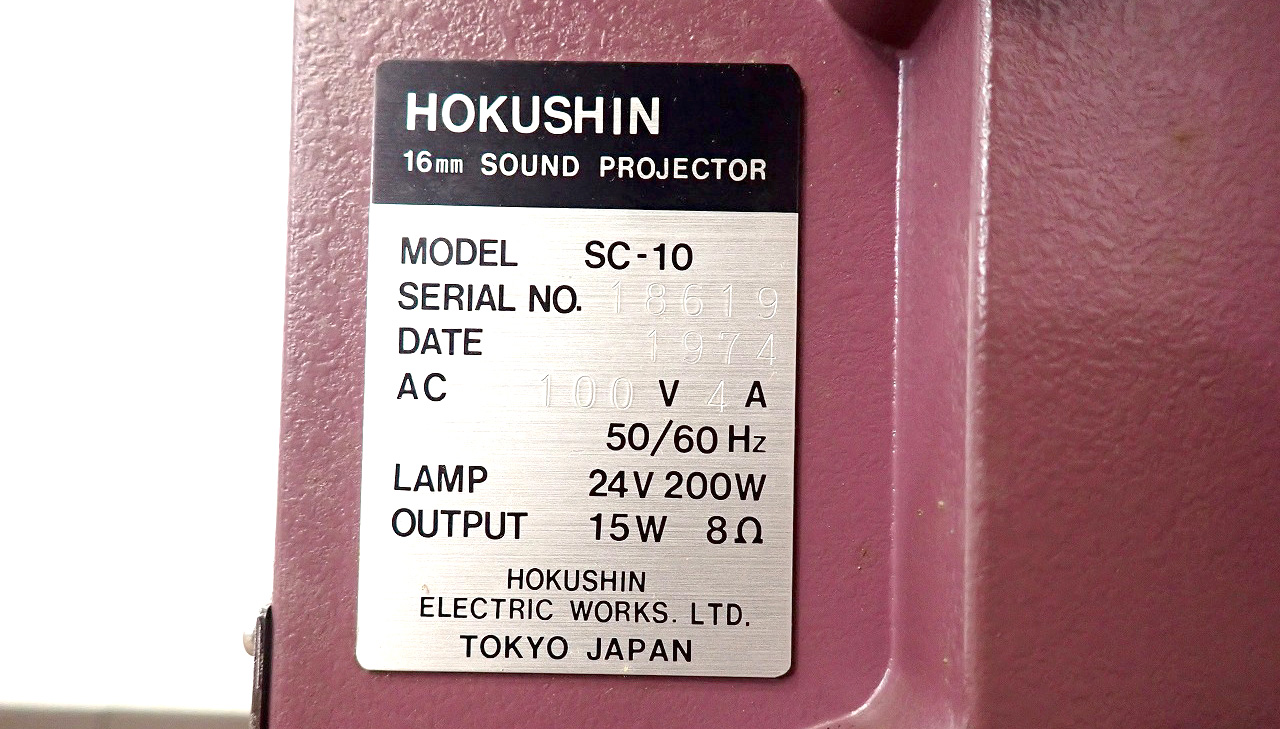 HOKUSHIN
16mm SOUND PROJECTOR
MODEL SC-10
SERIAL NO. 18619
DATE 1974
AC 100 V 4 A
50/60 Hz
LAMP 24V 200W
OUTPUT 15W 8Ω
HOKUSHIN
ELECTRIC WORKS. LTD.
TOKYO JAPAN